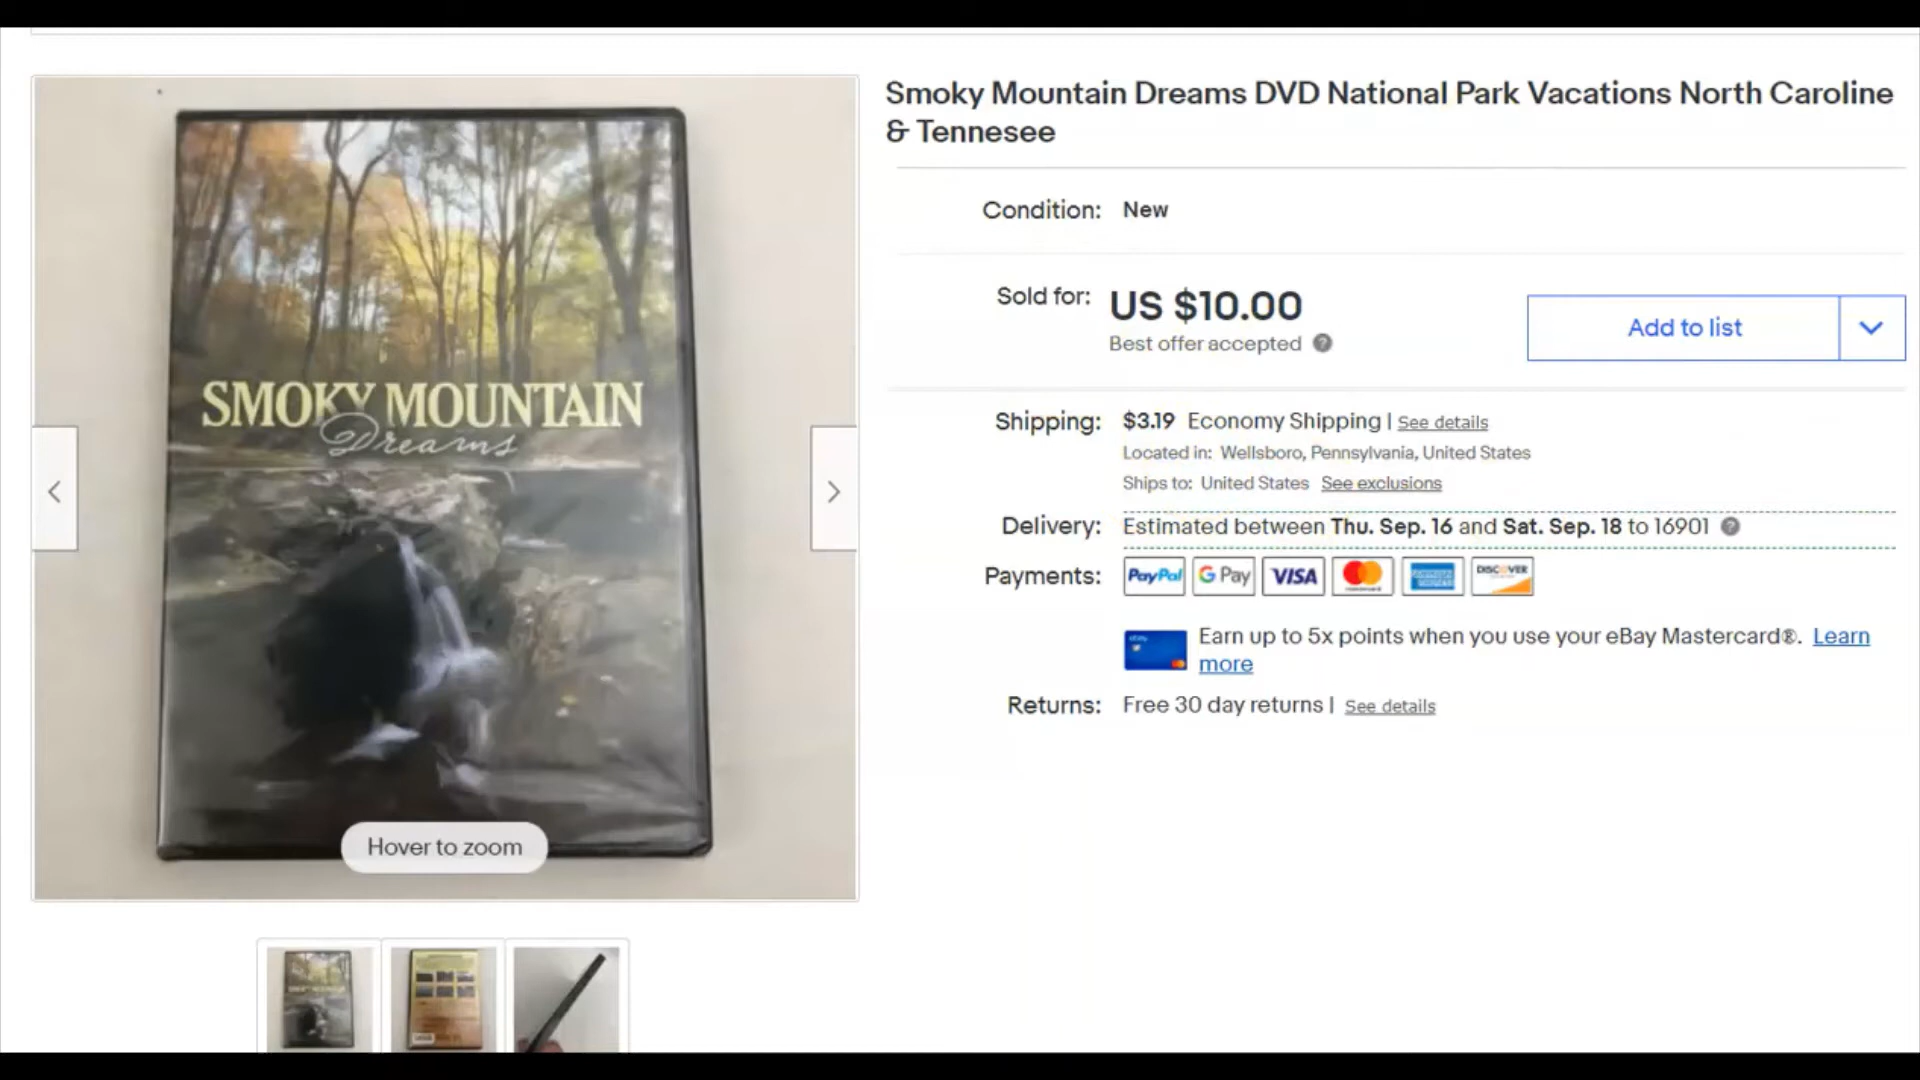 SMOKY MOUNTAIN
Dreams
Hover to zoom
Smoky Mountain Dreams DVD National Park Vacations North Caroline
& Tennesee
Condition: New
Sold for: US $10.00
Best offer accepted ?
Add to list
Shipping: $3.19 Economy Shipping | See details
Located in: Wellsboro, Pennsylvania, United States
Ships to: United States See exclusions
Delivery: Estimated between Thu. Sep. 16 and Sat. Sep. 18 to 16901 ?
Payments: PayPal G Pay VISA DISCOVER
Earn up to 5x points when you use your eBay Mastercard®. Learn
more
Returns: Free 30 day returns | See details